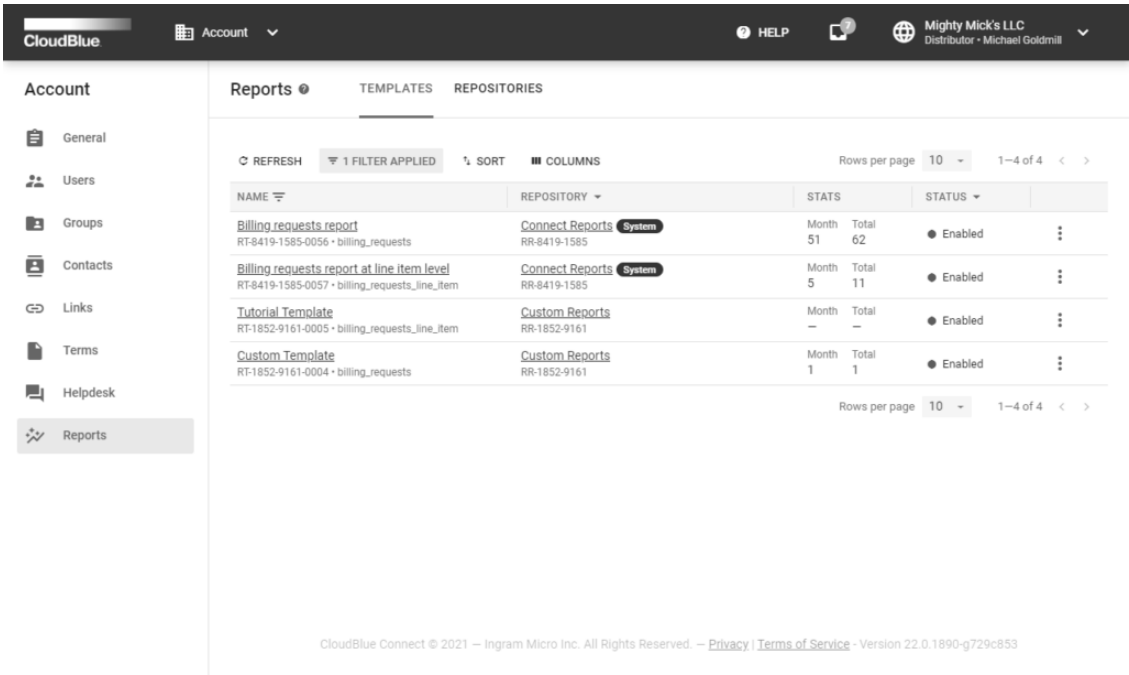 CloudBlue. Account HELP 7 Mighty Mick's LLC
Distributor • Michael Goldmill
Account
General
Users
Groups
Contacts
Links
Terms
Helpdesk
Reports
Reports TEMPLATES REPOSITORIES
REFRESH 1 FILTER APPLIED SORT COLUMNS Rows per page 10 1–4 of 4
NAME REPOSITORY STATS STATUS
Billing requests report Connect Reports System Month Total
RT-8419-1585-0056 • billing_requests RR-8419-1585 51 62 Enabled
Billing requests report at line item level Connect Reports System Month Total
RT-8419-1585-0057 • billing_requests_line_item RR-8419-1585 5 11 Enabled
Tutorial Template Custom Reports Month Total
RT-1852-9161-0005 • billing_requests_line_item RR-1852-9161 — — Enabled
Custom Template Custom Reports Month Total
RT-1852-9161-0004 • billing_requests RR-1852-9161 1 1 Enabled
Rows per page 10 1–4 of 4
CloudBlue Connect © 2021 — Ingram Micro Inc. All Rights Reserved. — Privacy | Terms of Service - Version 22.0.1890-g729c853